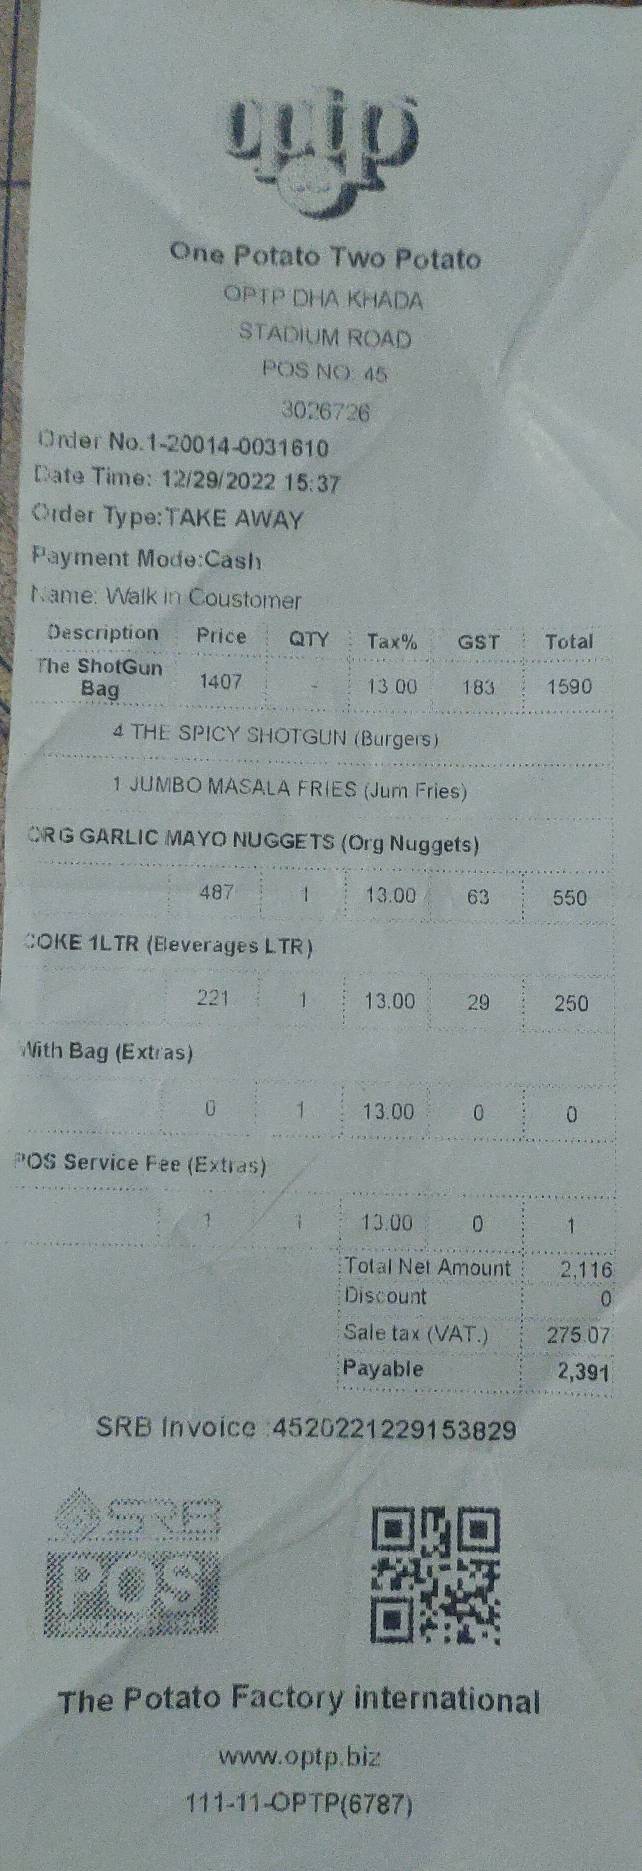 optp
One Potato Two Potato
OPTP DHA KHADA
STADIUM ROAD
POS NO: 45
3026726
Order No.1-20014-0031610
Date Time: 12/29/2022 15:37
Order Type:TAKE AWAY
Payment Mode:Cash
Name: Walk in Coustomer
Description Price QTY Tax% GST Total
The ShotGun
Bag 1407 - 13.00 183 1590
4 THE SPICY SHOTGUN (Burgers)
1 JUMBO MASALA FRIES (Jum Fries)
ORG GARLIC MAYO NUGGETS (Org Nuggets)
487 1 13.00 63 550
COKE 1LTR (Beverages LTR)
221 1 13.00 29 250
With Bag (Extras)
0 1 13.00 0 0
POS Service Fee (Extras)
1 1 13.00 0 1
Total Net Amount 2,116
Discount 0
Sale tax (VAT.) 275.07
Payable 2,391
SRB Invoice :4520221229153829
SRB
POS
The Potato Factory international
www.optp.biz
111-11-OPTP(6787)